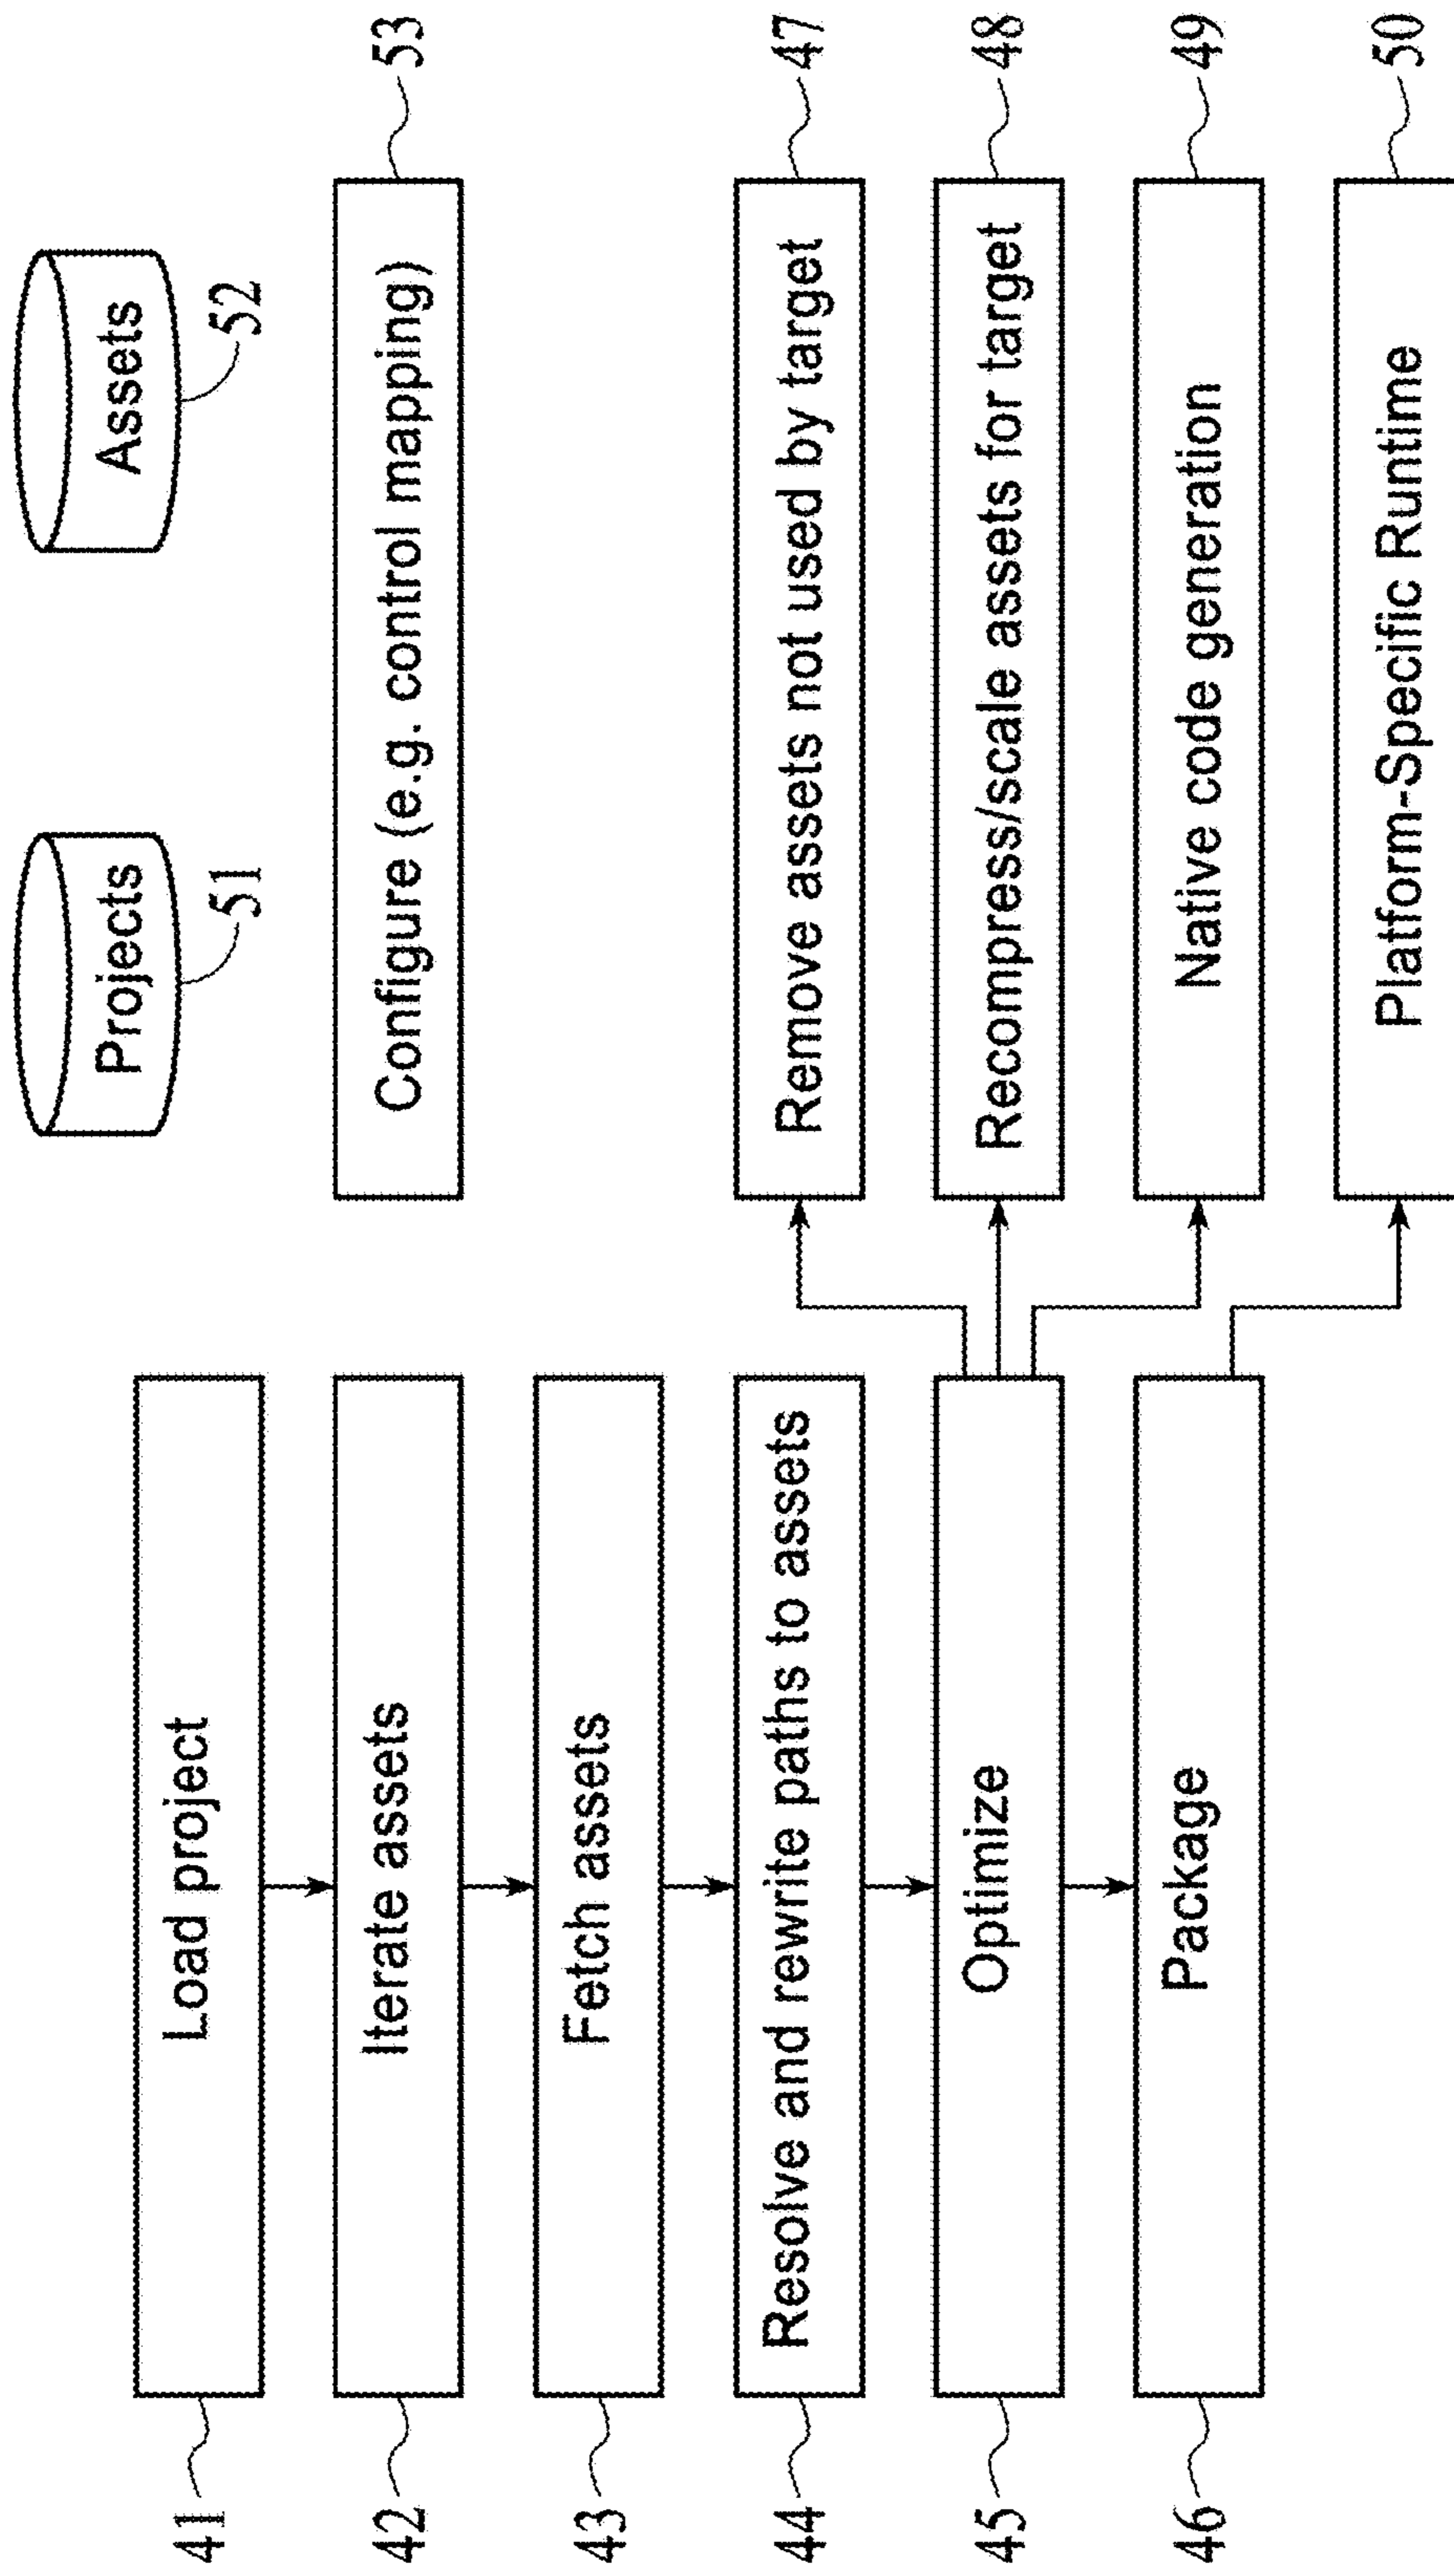 Projects
51
Assets
52
41
Load project
42
Iterate assets
43
Fetch assets
44
Resolve and rewrite paths to assets
45
Optimize
46
Package
Configure (e.g. control mapping)
53
Remove assets not used by target
47
Recompress/scale assets for target
48
Native code generation
49
Platform-Specific Runtime
50